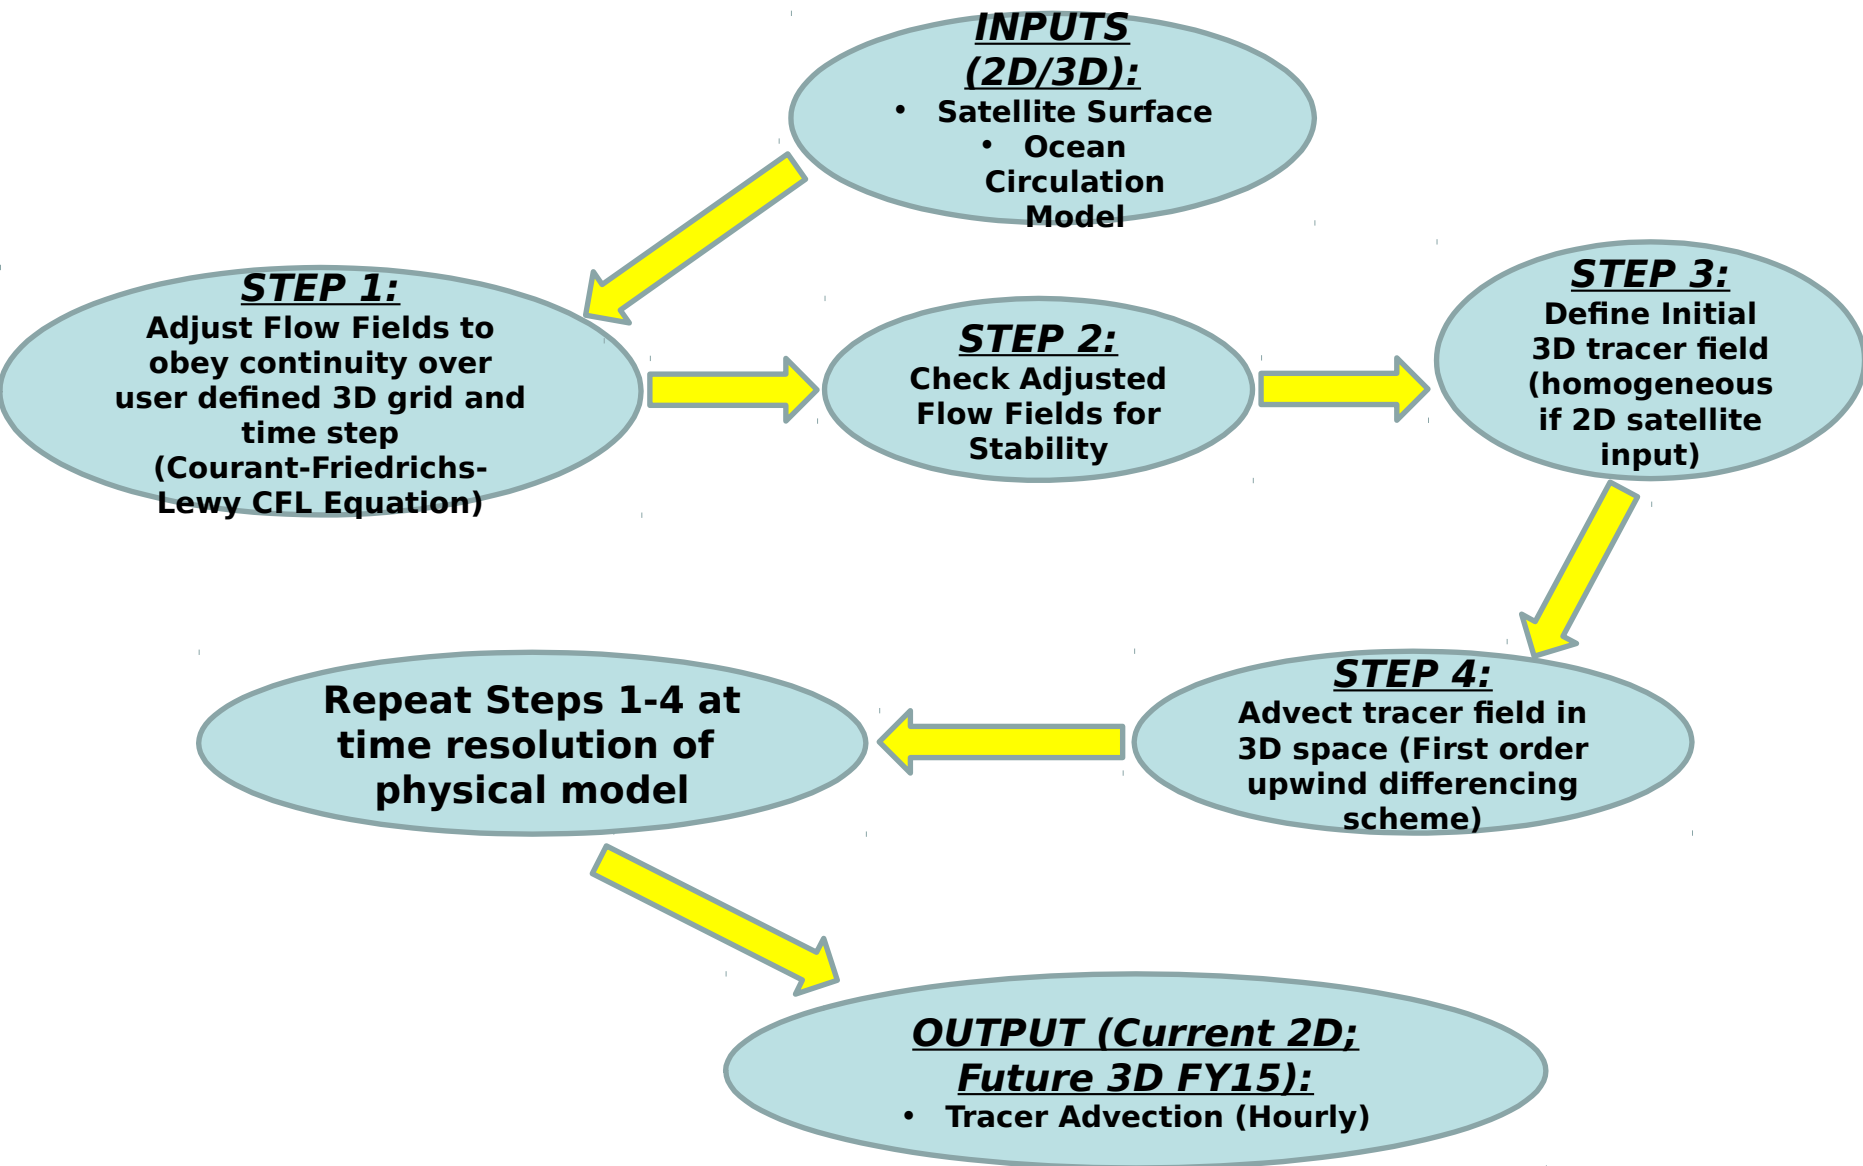 INPUTS
(2D/3D):
• Satellite Surface
• Ocean
Circulation
Model
STEP 1:
Adjust Flow Fields to
obey continuity over
user defined 3D grid and
time step
(Courant-Friedrichs-
Lewy CFL Equation)
STEP 2:
Check Adjusted
Flow Fields for
Stability
STEP 3:
Define Initial
3D tracer field
(homogeneous
if 2D satellite
input)
STEP 4:
Advect tracer field in
3D space (First order
upwind differencing
scheme)
Repeat Steps 1-4 at
time resolution of
physical model
OUTPUT (Current 2D;
Future 3D FY15):
• Tracer Advection (Hourly)